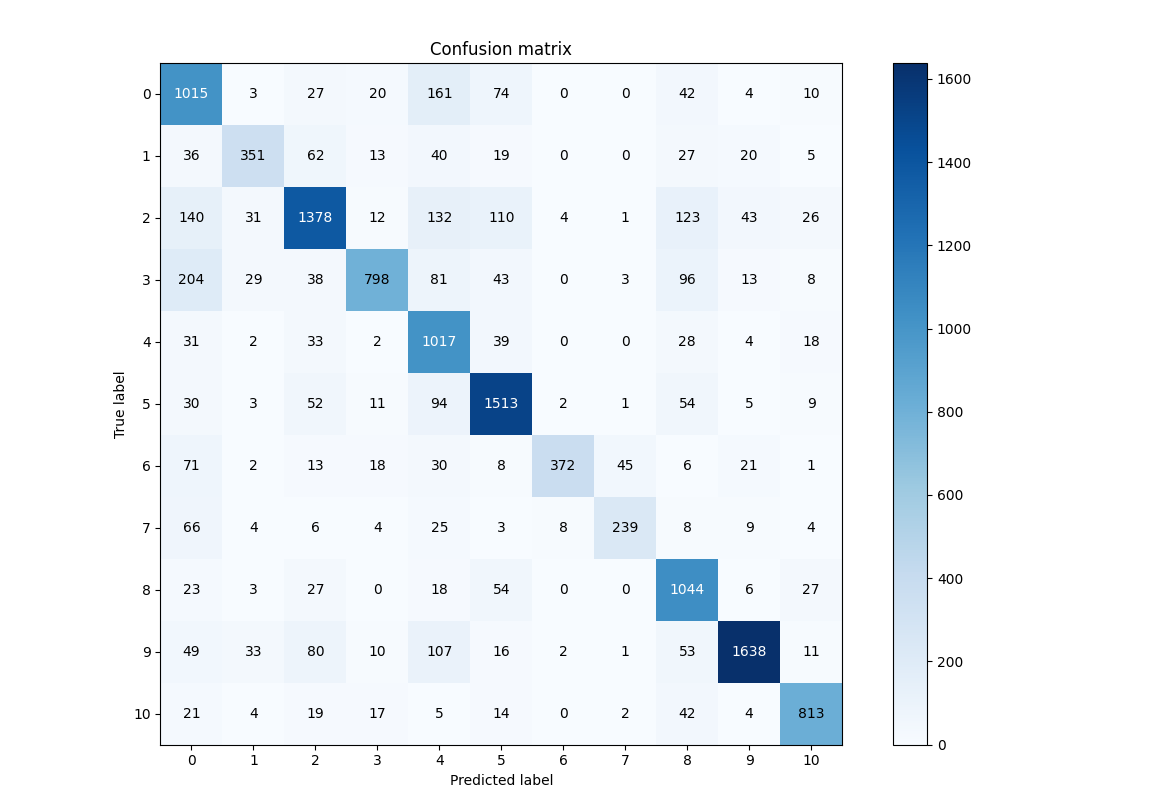 Confusion matrix
0 1015 3 27 20 161 74 0 0 42 4 10
1 36 351 62 13 40 19 0 0 27 20 5
2 140 31 1378 12 132 110 4 1 123 43 26
3 204 29 38 798 81 43 0 3 96 13 8
4 31 2 33 2 1017 39 0 0 28 4 18
5 30 3 52 11 94 1513 2 1 54 5 9
6 71 2 13 18 30 8 372 45 6 21 1
7 66 4 6 4 25 3 8 239 8 9 4
8 23 3 27 0 18 54 0 0 1044 6 27
9 49 33 80 10 107 16 2 1 53 1638 11
10 21 4 19 17 5 14 0 2 42 4 813
0 1 2 3 4 5 6 7 8 9 10
Predicted label
True label
1600
1400
1200
1000
800
600
400
200
0